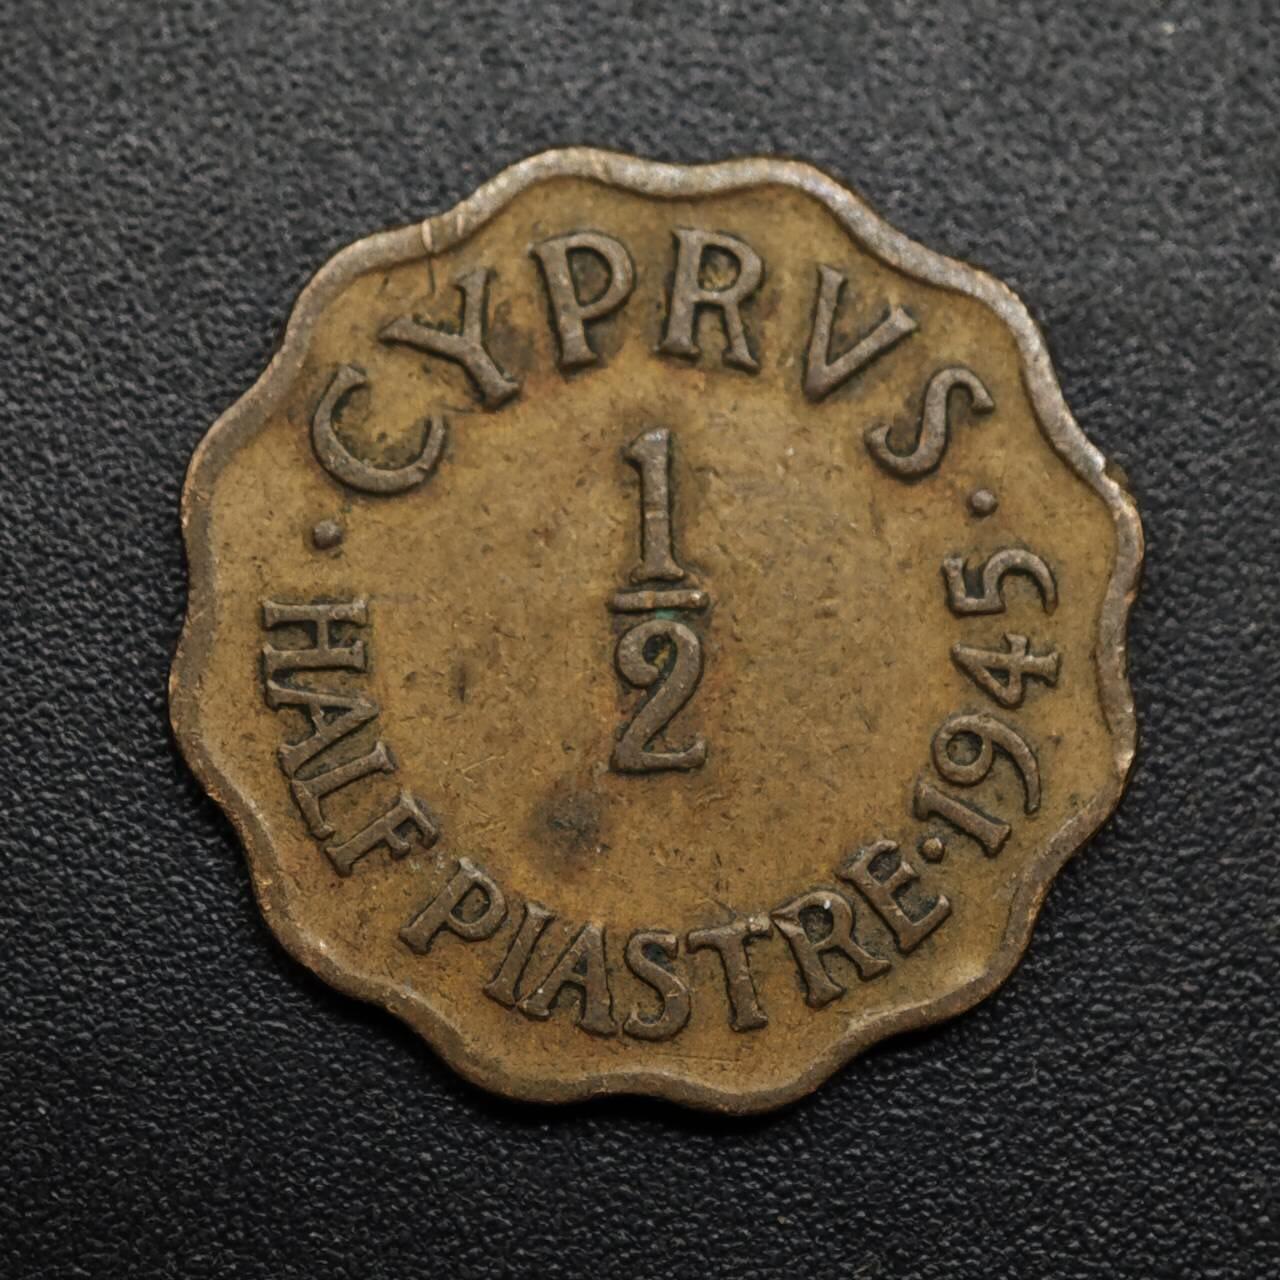 · CYPRVS ·
1/2
HALF PIASTRE · 1945